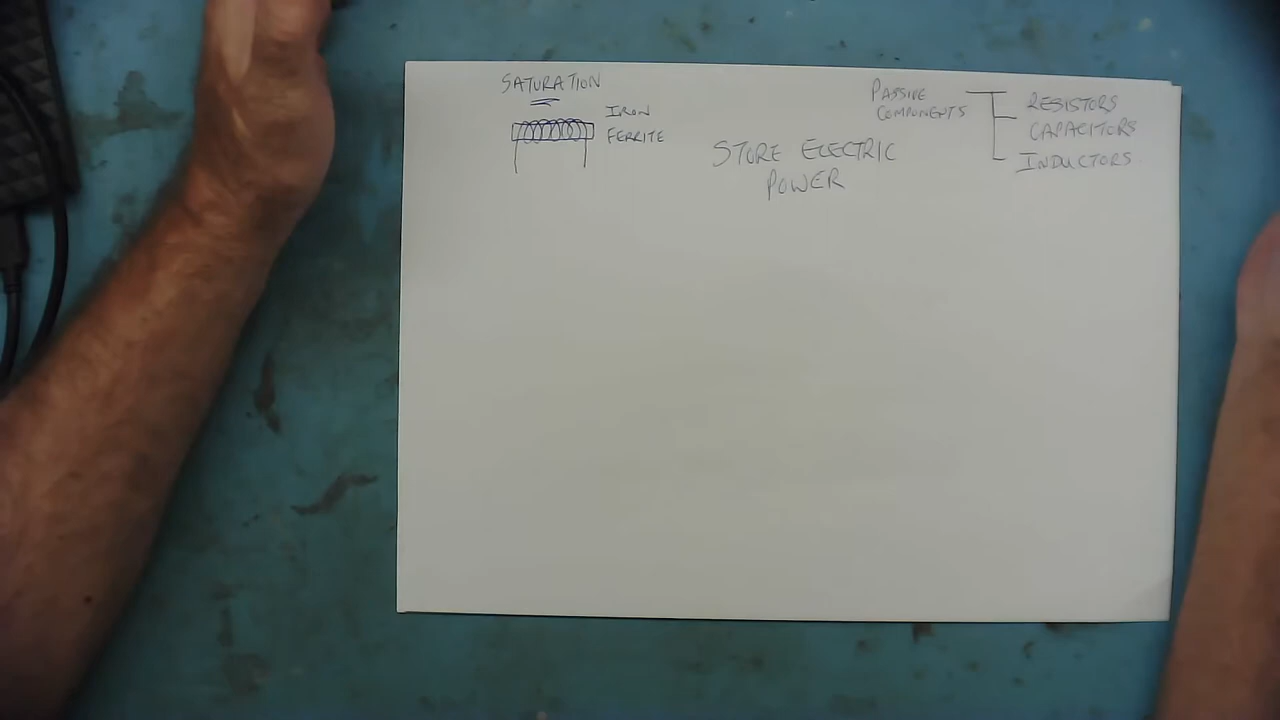 SATURATION
IRON
FERRITE
STORE ELECTRIC
POWER
PASSIVE
COMPONENTS
RESISTORS
CAPACITORS
INDUCTORS